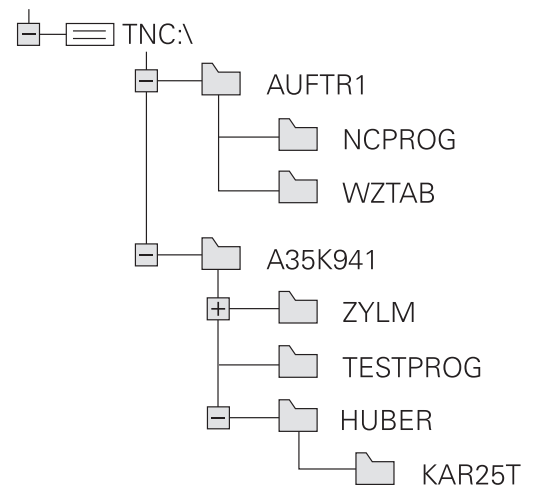 TNC:\
AUFTR1
NCPROG
WZTAB
A35K941
ZYLM
TESTPROG
HUBER
KAR25T